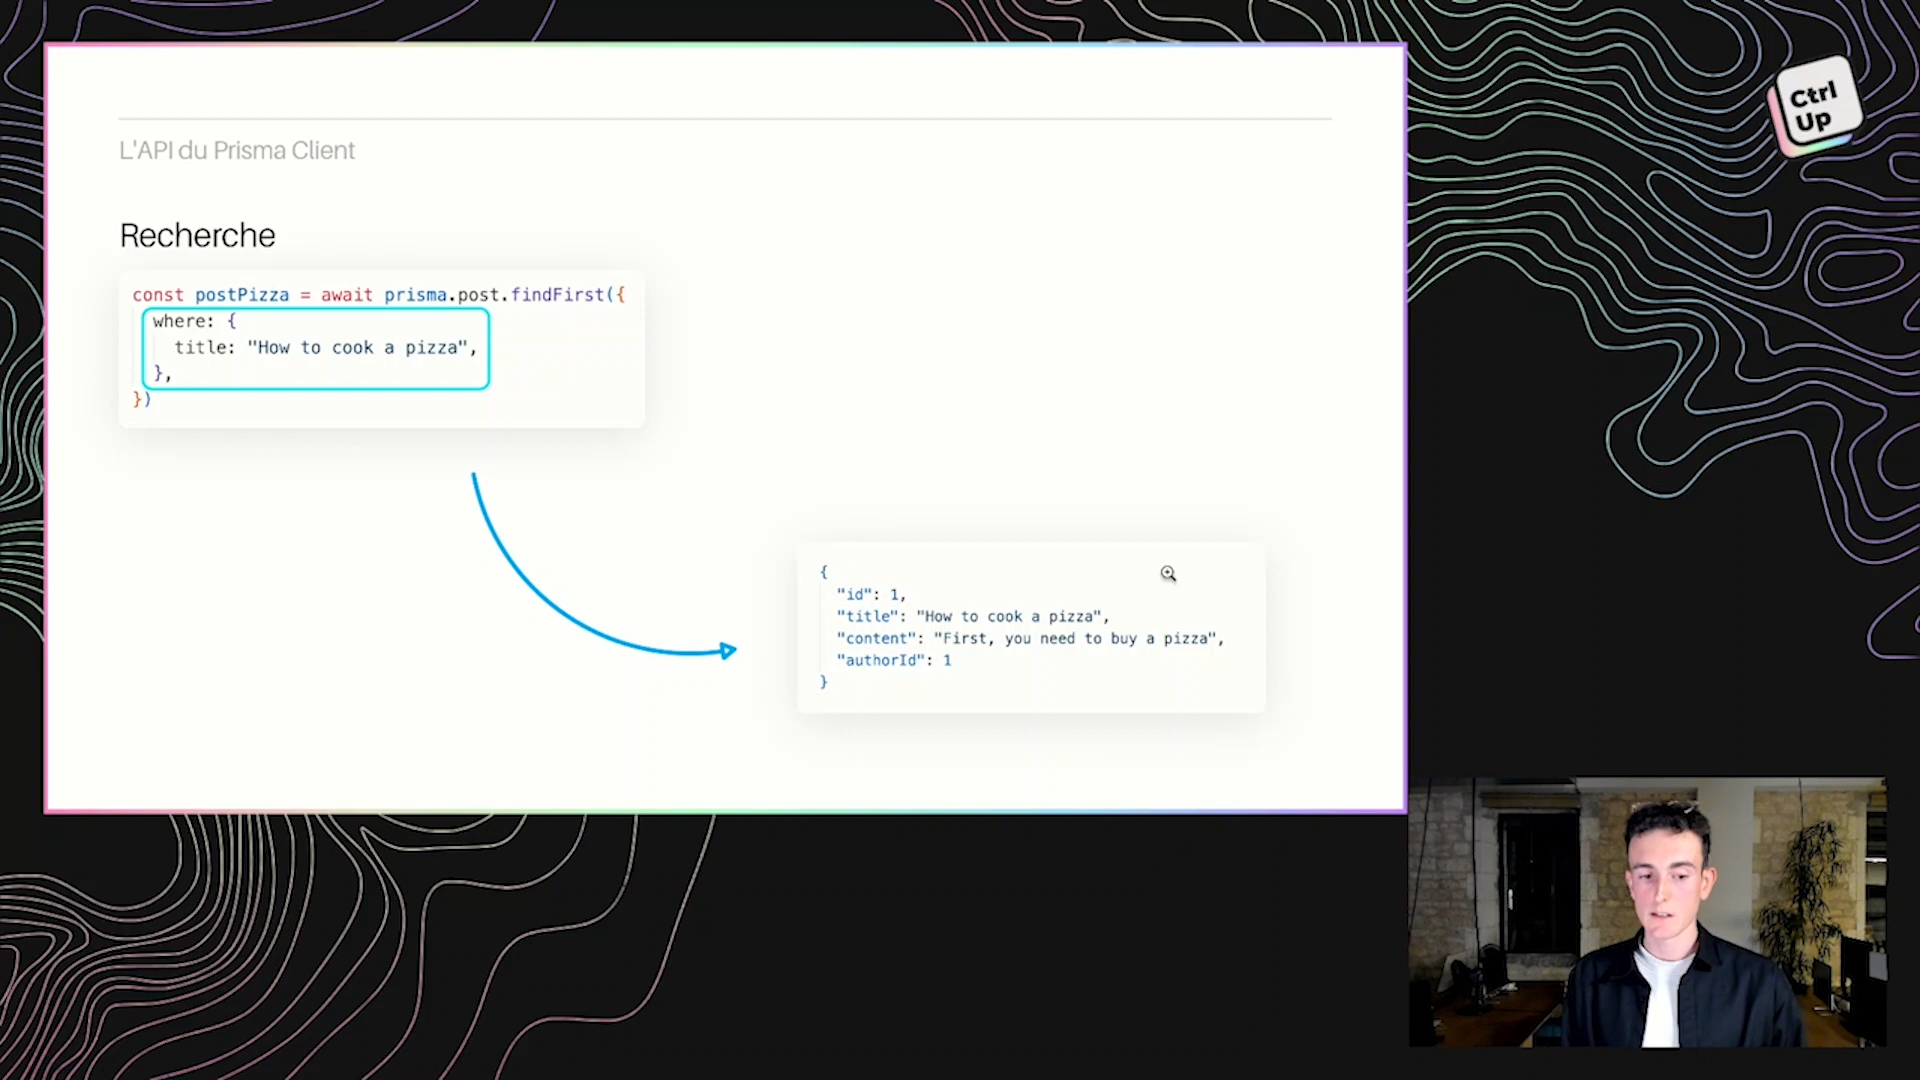 L'API du Prisma Client
Recherche
const postPizza = await prisma.post.findFirst({
where: {
title: "How to cook a pizza",
},
})
{
"id": 1,
"title": "How to cook a pizza",
"content": "First, you need to buy a pizza",
"authorId": 1
}
Ctrl
Up